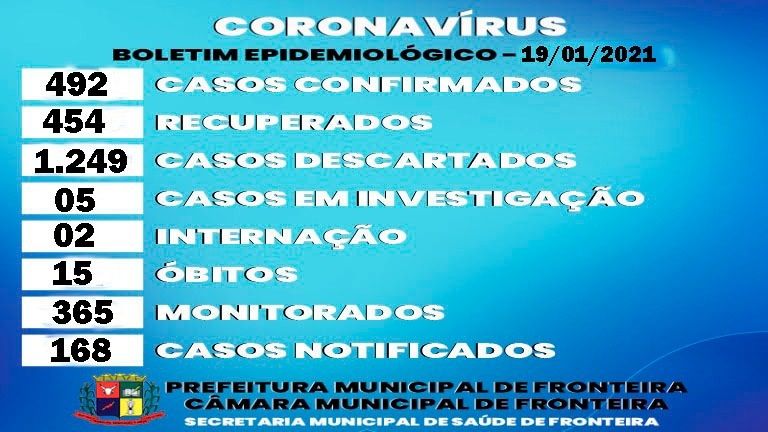 CORONAVÍRUS
BOLETIM EPIDEMIOLÓGICO – 19/01/2021
492 CASOS CONFIRMADOS
454 RECUPERADOS
1.249 CASOS DESCARTADOS
05 CASOS EM INVESTIGAÇÃO
02 INTERNAÇÃO
15 ÓBITOS
365 MONITORADOS
168 CASOS NOTIFICADOS
PREFEITURA MUNICIPAL DE FRONTEIRA
CÂMARA MUNICIPAL DE FRONTEIRA
SECRETARIA MUNICIPAL DE SAÚDE DE FRONTEIRA